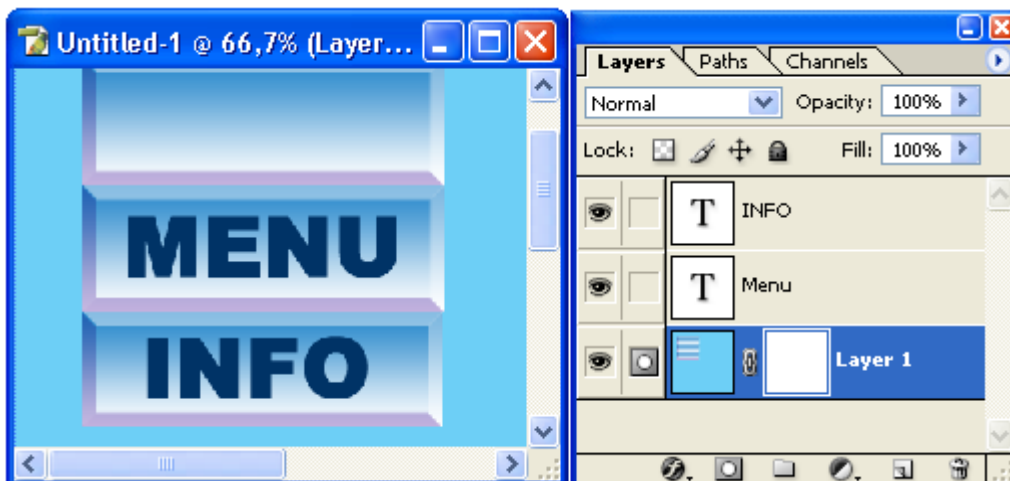 Untitled-1 @ 66,7% (Layer...
MENU
INFO
Layers Paths Channels
Normal Opacity: 100%
Lock: Fill: 100%
T INFO
T Menu
Layer 1